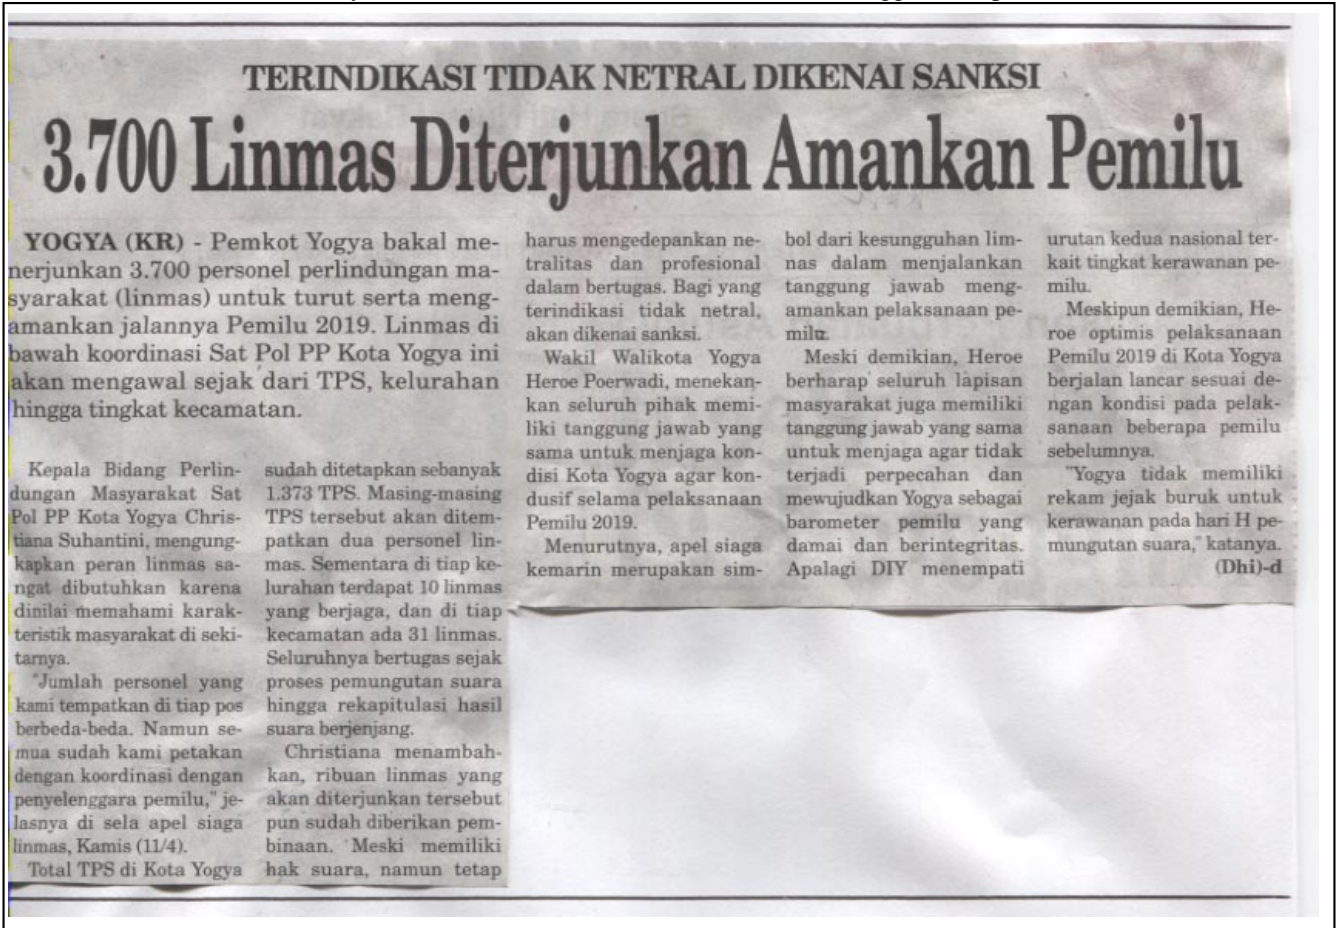 TERINDIKASI TIDAK NETRAL DIKENAI SANKSI
3.700 Linmas Diterjunkan Amankan Pemilu
YOGYA (KR) - Pemkot Yogya bakal me-
nerjunkan 3.700 personel perlindungan ma-
syarakat (linmas) untuk turut serta meng-
amankan jalannya Pemilu 2019. Linmas di
bawah koordinasi Sat Pol PP Kota Yogya ini
akan mengawal sejak dari TPS, kelurahan
hingga tingkat kecamatan.
Kepala Bidang Perlin-
dungan Masyarakat Sat
Pol PP Kota Yogya Chris-
tiana Suhantini, mengung-
kapkan peran linmas sa-
ngat dibutuhkan karena
dinilai memahami karak-
teristik masyarakat di seki-
tarnya.
"Jumlah personel yang
kami tempatkan di tiap pos
berbeda-beda. Namun se-
mua sudah kami petakan
dengan koordinasi dengan
penyelenggara pemilu," je-
lasnya di sela apel siaga
linmas, Kamis (11/4).
Total TPS di Kota Yogya
sudah ditetapkan sebanyak
1.373 TPS. Masing-masing
TPS tersebut akan ditem-
patkan dua personel lin-
mas. Sementara di tiap ke-
lurahan terdapat 10 linmas
yang berjaga, dan di tiap
kecamatan ada 31 linmas.
Seluruhnya bertugas sejak
proses pemungutan suara
hingga rekapitulasi hasil
suara berjenjang.
Christiana menambah-
kan, ribuan linmas yang
akan diterjunkan tersebut
pun sudah diberikan pem-
binaan. Meski memiliki
hak suara, namun tetap
harus mengedepankan ne-
tralitas dan profesional
dalam bertugas. Bagi yang
terindikasi tidak netral,
akan dikenai sanksi.
Wakil Walikota Yogya
Heroe Poerwadi, menekan-
kan seluruh pihak memi-
liki tanggung jawab yang
sama untuk menjaga kon-
disi Kota Yogya agar kon-
dusif selama pelaksanaan
Pemilu 2019.
Menurutnya, apel siaga
kemarin merupakan sim-
bol dari kesungguhan lim-
nas dalam menjalankan
tanggung jawab meng-
amankan pelaksanaan pe-
milu.
Meski demikian, Heroe
berharap seluruh lapisan
masyarakat juga memiliki
tanggung jawab yang sama
untuk menjaga agar tidak
terjadi perpecahan dan
mewujudkan Yogya sebagai
barometer pemilu yang
damai dan berintegritas.
Apalagi DIY menempati
urutan kedua nasional ter-
kait tingkat kerawanan pe-
milu.
Meskipun demikian, He-
roe optimis pelaksanaan
Pemilu 2019 di Kota Yogya
berjalan lancar sesuai de-
ngan kondisi pada pelak-
sanaan beberapa pemilu
sebelumnya.
"Yogya tidak memiliki
rekam jejak buruk untuk
kerawanan pada hari H pe-
mungutan suara," katanya.
(Dhi)-d